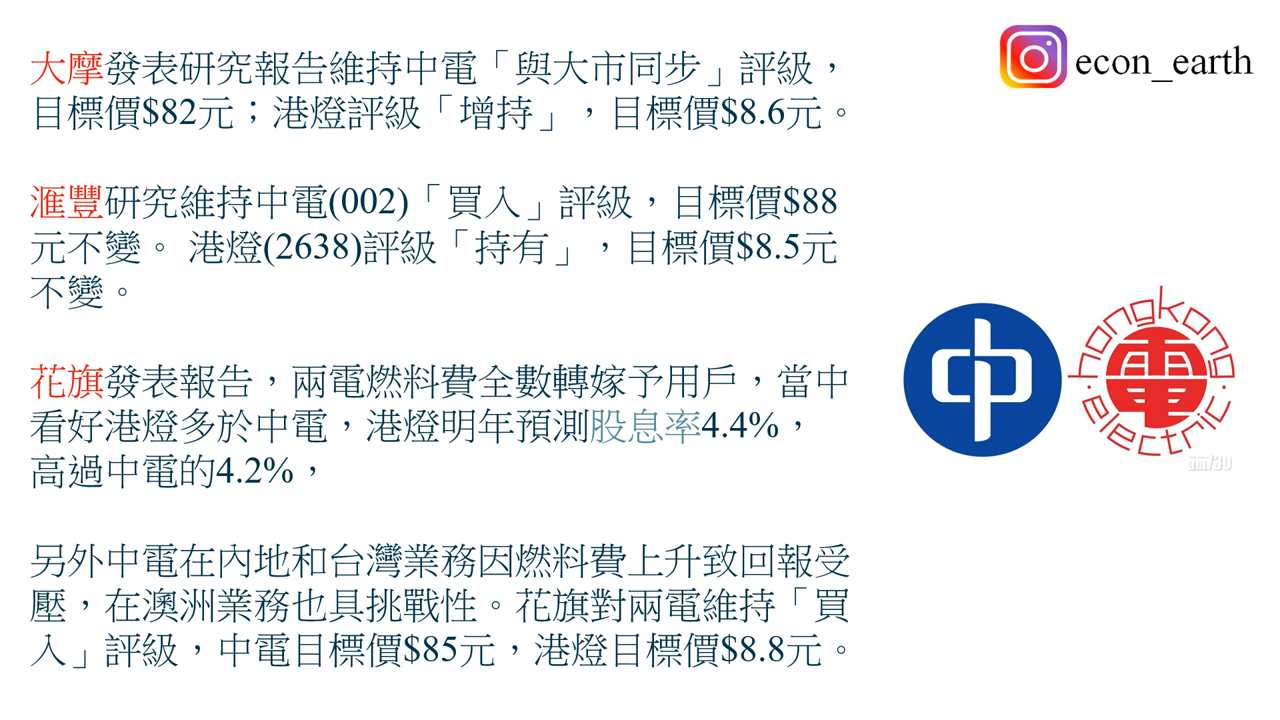 大摩發表研究報告維持中電「與大市同步」評級，
目標價$82元；港燈評級「增持」，目標價$8.6元。
滙豐研究維持中電(002)「買入」評級，目標價$88
元不變。 港燈(2638)評級「持有」，目標價$8.5元
不變。
花旗發表報告，兩電燃料費全數轉嫁予用戶，當中
看好港燈多於中電，港燈明年預測股息率4.4%，
高過中電的4.2%，
另外中電在內地和台灣業務因燃料費上升致回報受
壓，在澳洲業務也具挑戰性。花旗對兩電維持「買
入」評級，中電目標價$85元，港燈目標價$8.8元。
econ_earth
中
hongkong
電
electric
am730